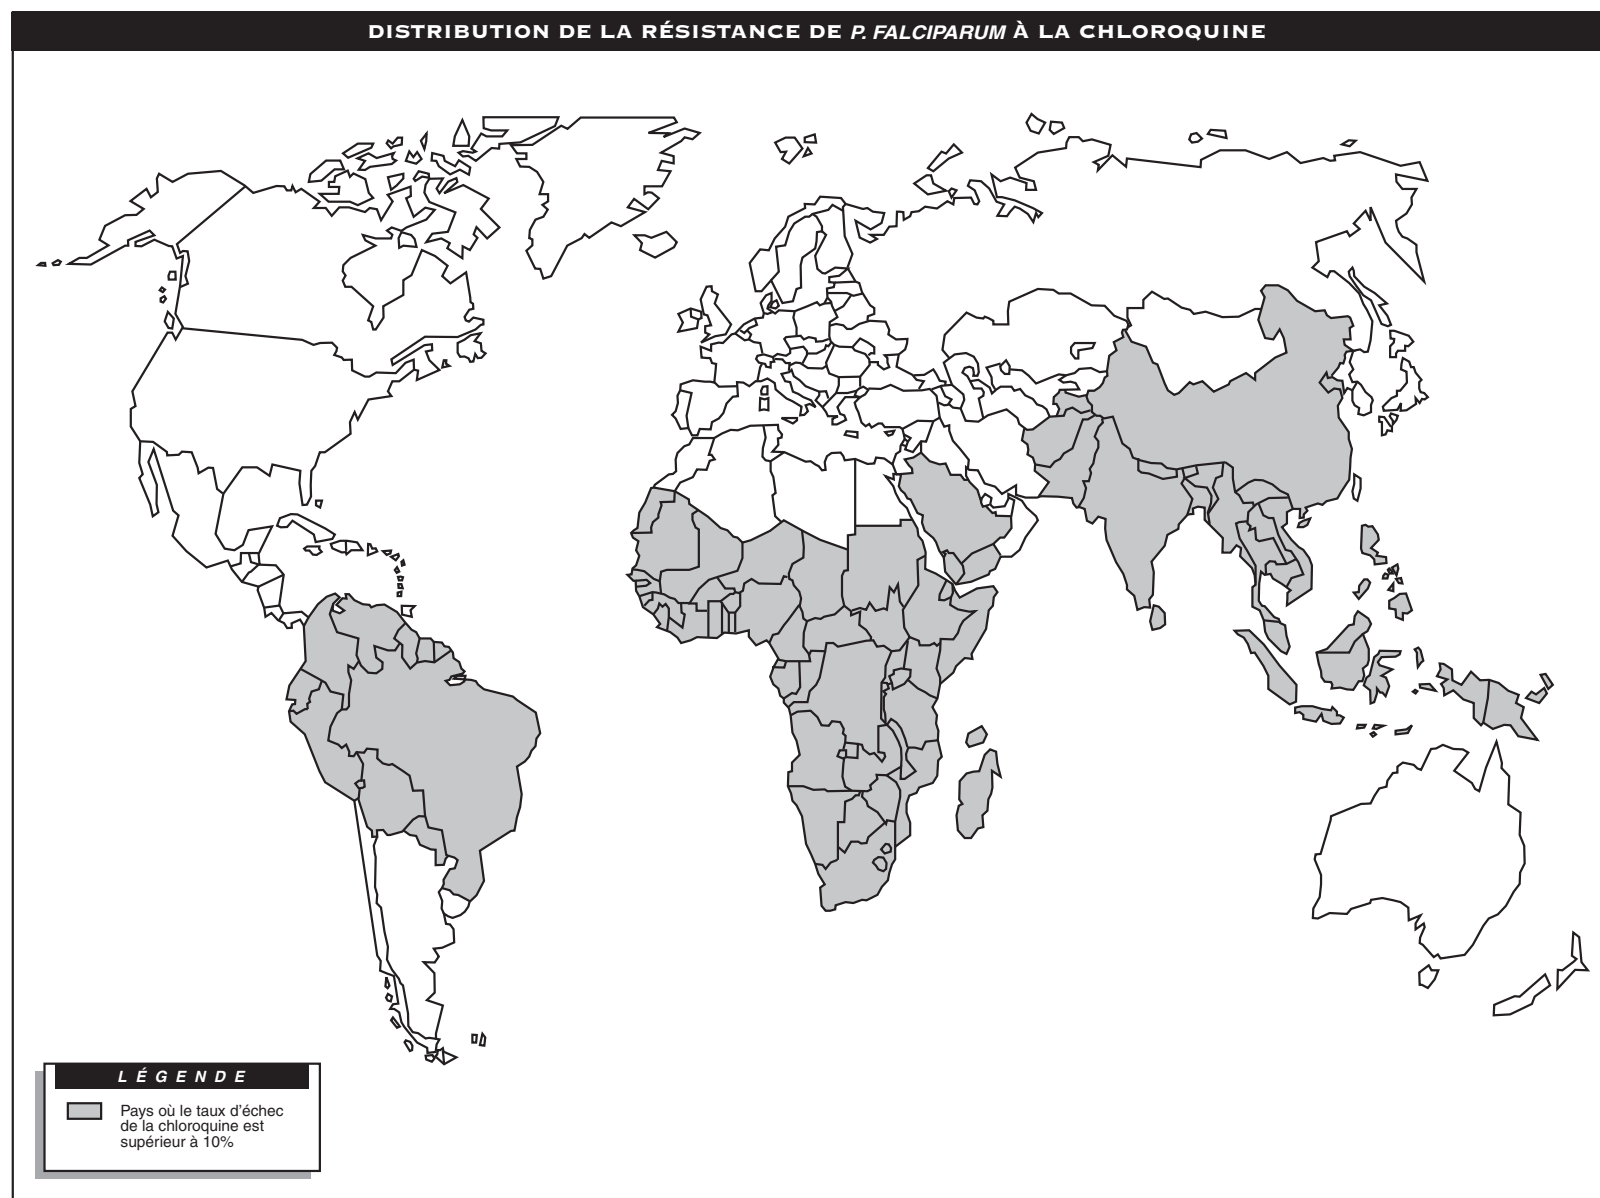 DISTRIBUTION DE LA RÉSISTANCE DE P. FALCIPARUM À LA CHLOROQUINE
LÉGENDE
Pays où le taux d'échec
de la chloroquine est
supérieur à 10%